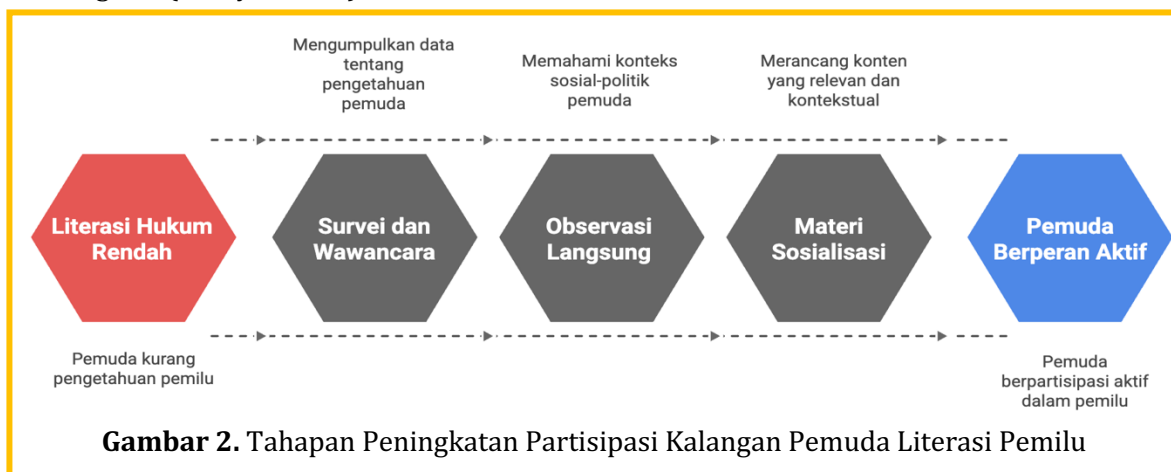 Mengumpulkan data
tentang
pengetahuan
pemuda
Memahami konteks
sosial-politik
pemuda
Merancang konten
yang relevan dan
kontekstual
Literasi Hukum
Rendah
Survei dan
Wawancara
Observasi
Langsung
Materi
Sosialisasi
Pemuda
Berperan Aktif
Pemuda kurang
pengetahuan pemilu
Pemuda
berpartisipasi aktif
dalam pemilu
Gambar 2. Tahapan Peningkatan Partisipasi Kalangan Pemuda Literasi Pemilu